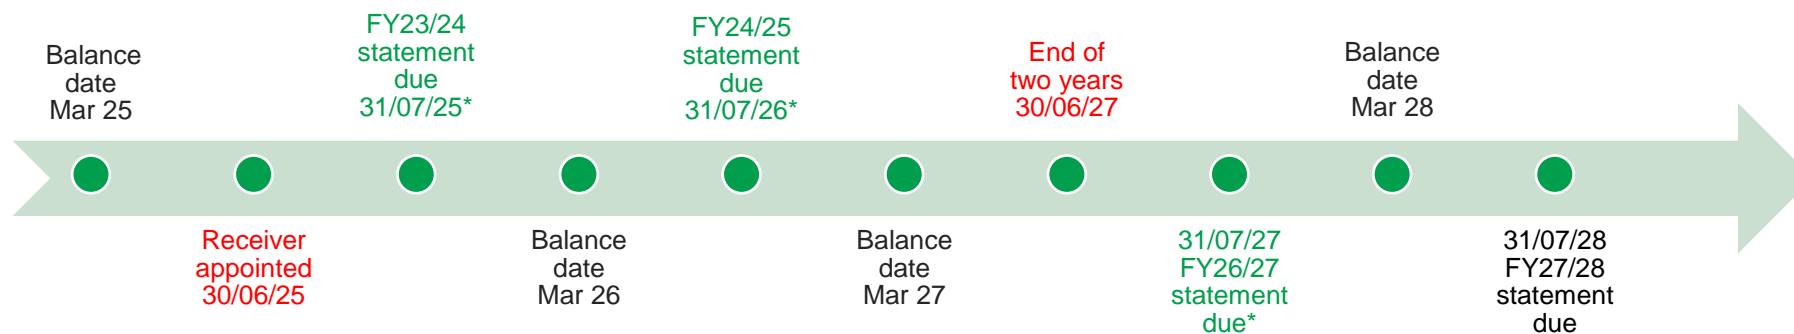 Balance
date
Mar 25
Receiver
appointed
30/06/25
FY23/24
statement
due
31/07/25*
Balance
date
Mar 26
FY24/25
statement
due
31/07/26*
Balance
date
Mar 27
End of
two years
30/06/27
31/07/27
FY26/27
statement
due*
Balance
date
Mar 28
31/07/28
FY27/28
statement
due